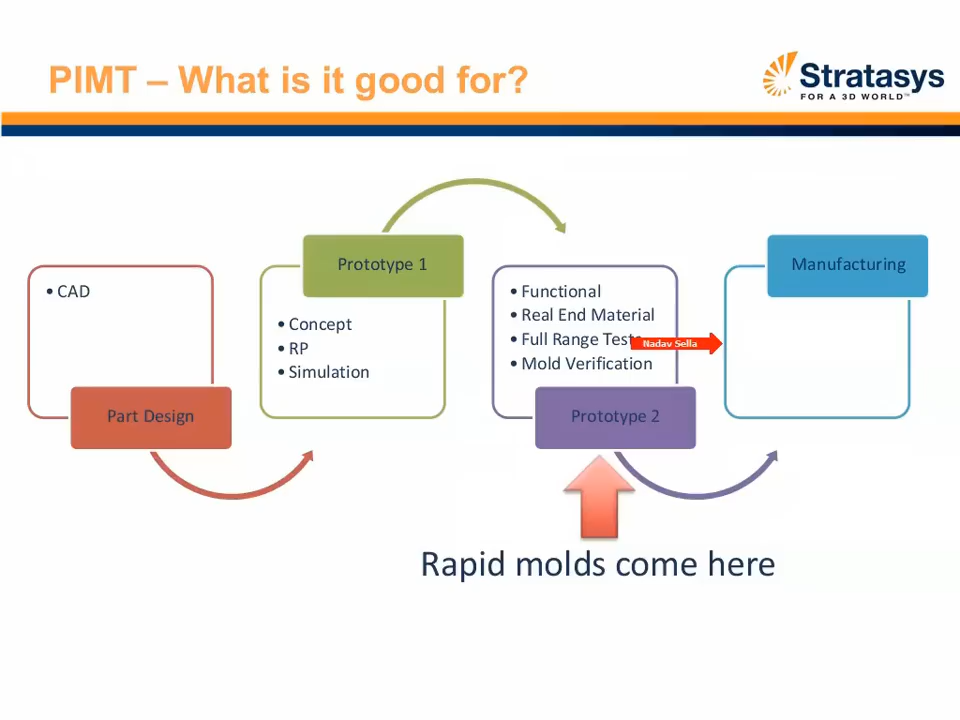 PIMT – What is it good for?
Stratasys
FOR A 3D WORLD™
• CAD
Part Design
Prototype 1
• Concept
• RP
• Simulation
• Functional
• Real End Material
• Full Range Tests
• Mold Verification
Nadav Sella
Prototype 2
Manufacturing
Rapid molds come here